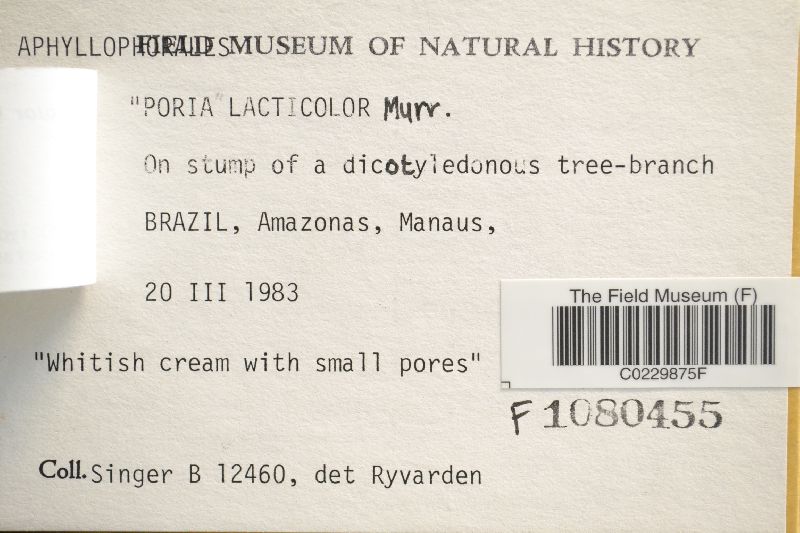 APHYLLOPHORALES FIELD MUSEUM OF NATURAL HISTORY
"PORIA" LACTICOLOR Murr.
On stump of a dicotyledonous tree-branch
BRAZIL, Amazonas, Manaus,
20 III 1983
The Field Museum (F)
C0229875F
"Whitish cream with small pores"
F 1080455
Coll. Singer B 12460, det Ryvarden